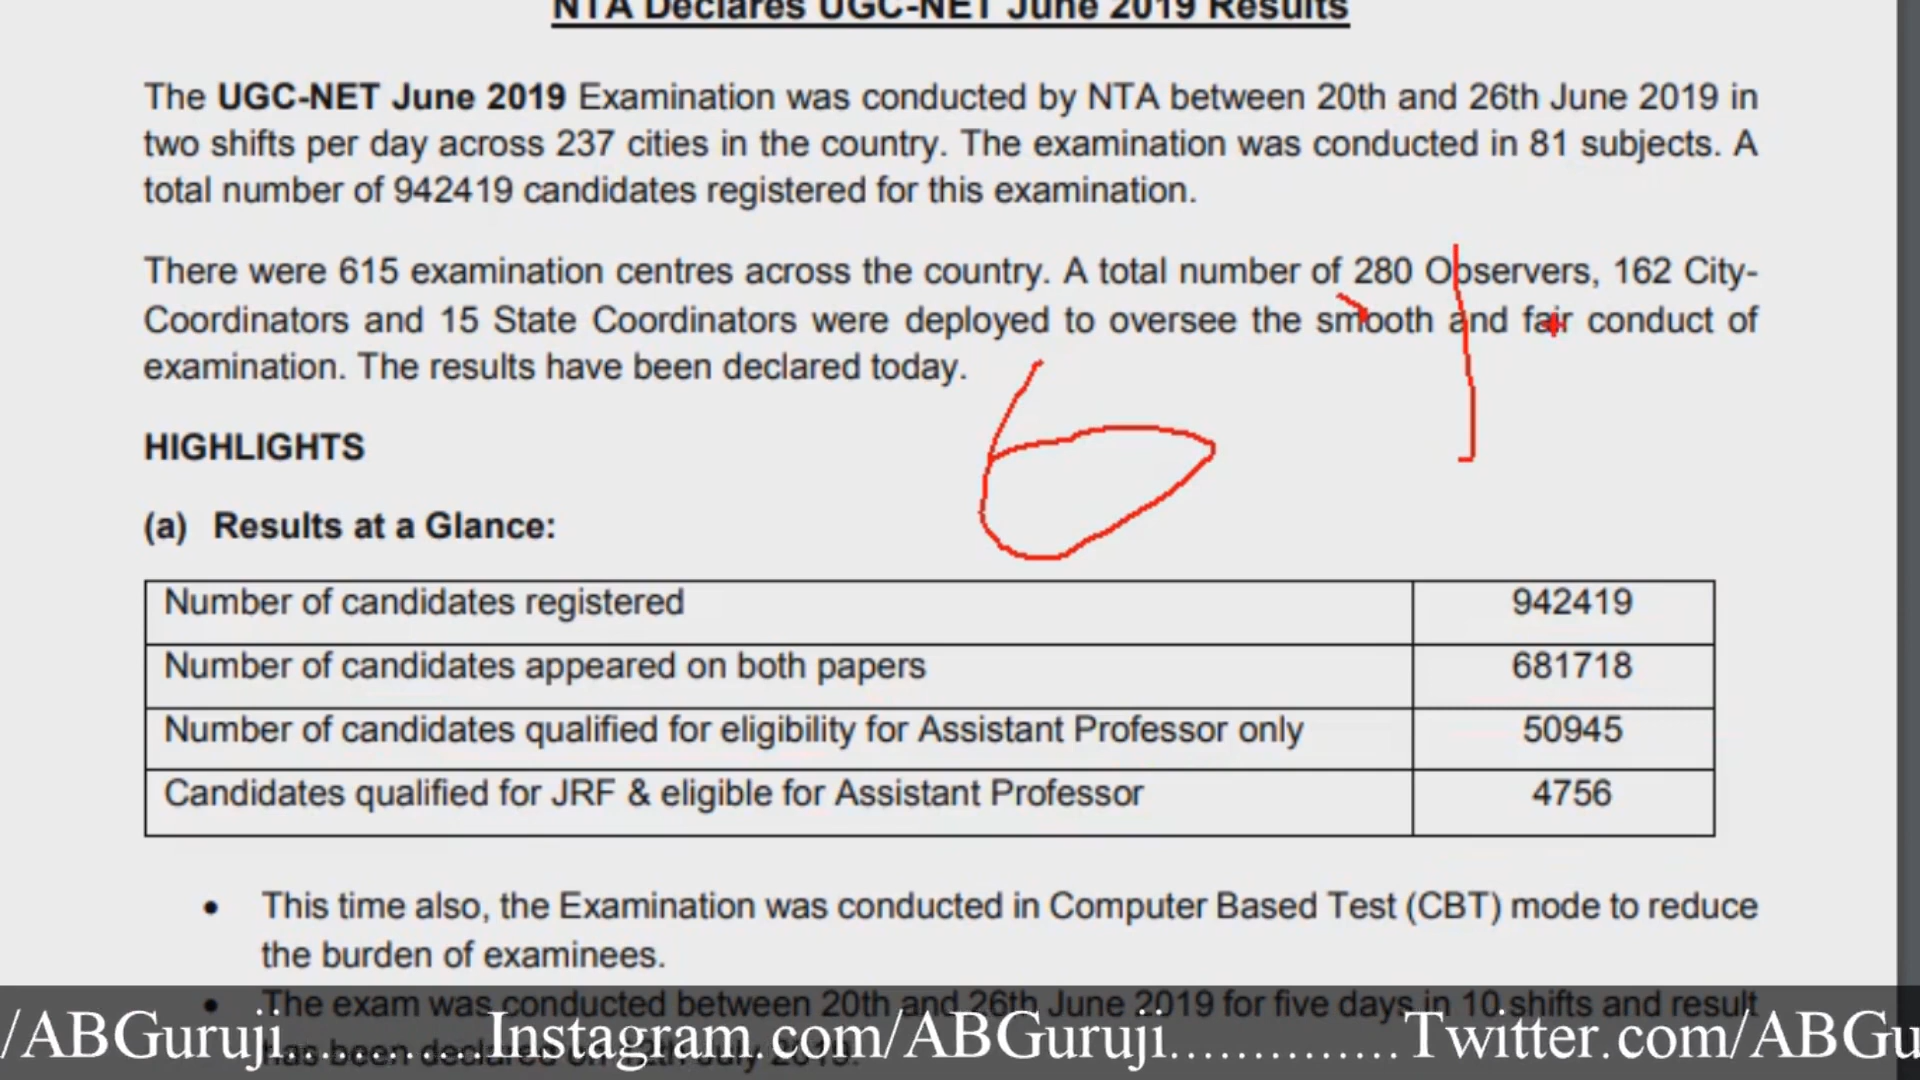 NTA Declares UGC-NET June 2019 Results
The UGC-NET June 2019 Examination was conducted by NTA between 20th and 26th June 2019 in
two shifts per day across 237 cities in the country. The examination was conducted in 81 subjects. A
total number of 942419 candidates registered for this examination.
There were 615 examination centres across the country. A total number of 280 Observers, 162 City-
Coordinators and 15 State Coordinators were deployed to oversee the smooth and fair conduct of
examination. The results have been declared today.
6
HIGHLIGHTS
(a) Results at a Glance:
Number of candidates registered 942419
Number of candidates appeared on both papers 681718
Number of candidates qualified for eligibility for Assistant Professor only 50945
Candidates qualified for JRF & eligible for Assistant Professor 4756
• This time also, the Examination was conducted in Computer Based Test (CBT) mode to reduce
the burden of examinees.
• The exam was conducted between 20th and 26th June 2019 for five days in 10 shifts and result
has been declared on 12th July 2019.
/ABGuruji............Instagram.com/ABGuruji..............Twitter.com/ABGu